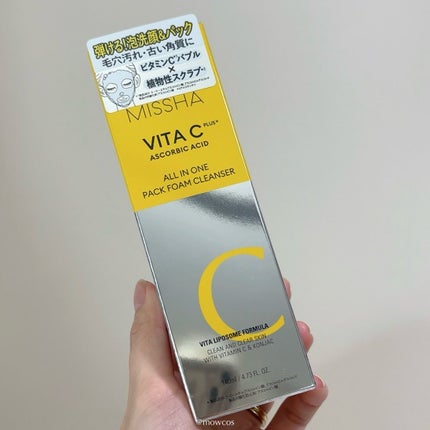 弾ける!泡洗顔&パック
毛穴汚れ・古い角質に
ビタミンC バブル
×
植物性スクラブ
MISSHA
VITA C PLUS+
ASCORBIC ACID
ALL IN ONE
PACK FOAM CLEANSER
C
VITA LIPOSOME FORMULA
CLEAN AND CLEAR SKIN
WITH VITAMIN C & KONJAC
4.73 FL. OZ.
@mowcos